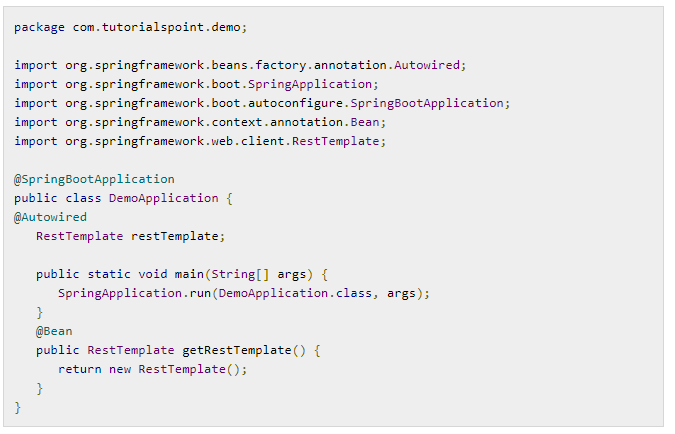 package com.tutorialspoint.demo;

import org.springframework.beans.factory.annotation.Autowired;
import org.springframework.boot.SpringApplication;
import org.springframework.boot.autoconfigure.SpringBootApplication;
import org.springframework.context.annotation.Bean;
import org.springframework.web.client.RestTemplate;

@SpringBootApplication
public class DemoApplication {
@Autowired
   RestTemplate restTemplate;

   public static void main(String[] args) {
      SpringApplication.run(DemoApplication.class, args);
   }
   @Bean
   public RestTemplate getRestTemplate() {
      return new RestTemplate();
   }
}